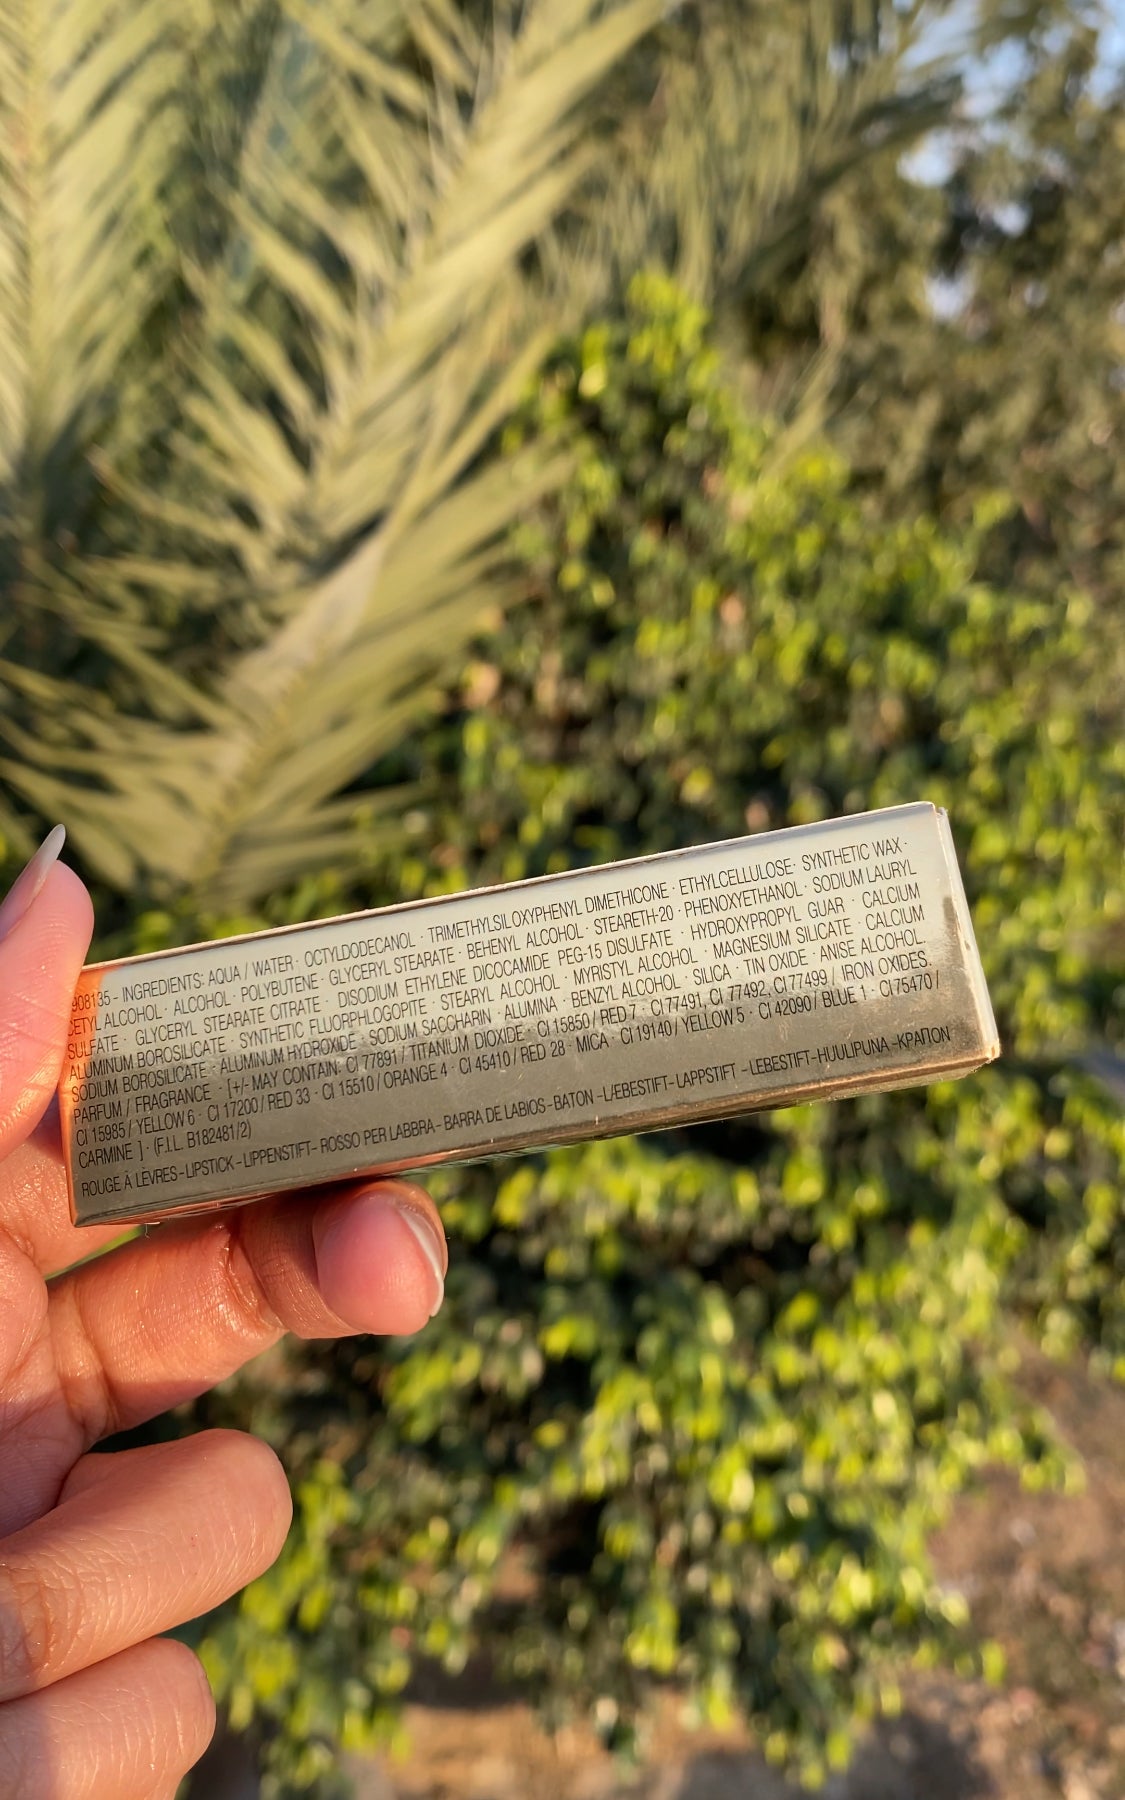 908135 - INGREDIENTS: AQUA / WATER · OCTYLDODECANOL · TRIMETHYLSILOXYPHENYL DIMETHICONE · ETHYLCELLULOSE · SYNTHETIC WAX ·
CETYL ALCOHOL · ALCOHOL · POLYBUTENE · GLYCERYL STEARATE · BEHENYL ALCOHOL · STEARETH-20 · PHENOXYETHANOL · SODIUM LAURYL
SULFATE · GLYCERYL STEARATE CITRATE · DISODIUM ETHYLENE DICOCAMIDE PEG-15 DISULFATE · HYDROXYPROPYL GUAR · CALCIUM
ALUMINUM BOROSILICATE · SYNTHETIC FLUORPHLOGOPITE · STEARYL ALCOHOL · MYRISTYL ALCOHOL · MAGNESIUM SILICATE · CALCIUM
SODIUM BOROSILICATE · ALUMINUM HYDROXIDE · SODIUM SACCHARIN · ALUMINA · BENZYL ALCOHOL · SILICA · TIN OXIDE · ANISE ALCOHOL.
PARFUM / FRAGRANCE · [+/- MAY CONTAIN: CI 77891 / TITANIUM DIOXIDE · CI 15850 / RED 7 · CI 77491, CI 77492, CI 77499 / IRON OXIDES.
CI 15985 / YELLOW 6 · CI 17200 / RED 33 · CI 15510 / ORANGE 4 · CI 45410 / RED 28 · MICA · CI 19140 / YELLOW 5 · CI 42090 / BLUE 1 · CI 75470 /
CARMINE ] · (F.I.L. B182481/2)
ROUGE À LÈVRES - LIPSTICK - LIPPENSTIFT - ROSSO PER LABBRA - BARRA DE LABIOS - BATON - LÆBESTIFT - LAPPSTIFT - LEBESTIFT - HUULIPUNA - ΚΡΑΓΙΟΝ